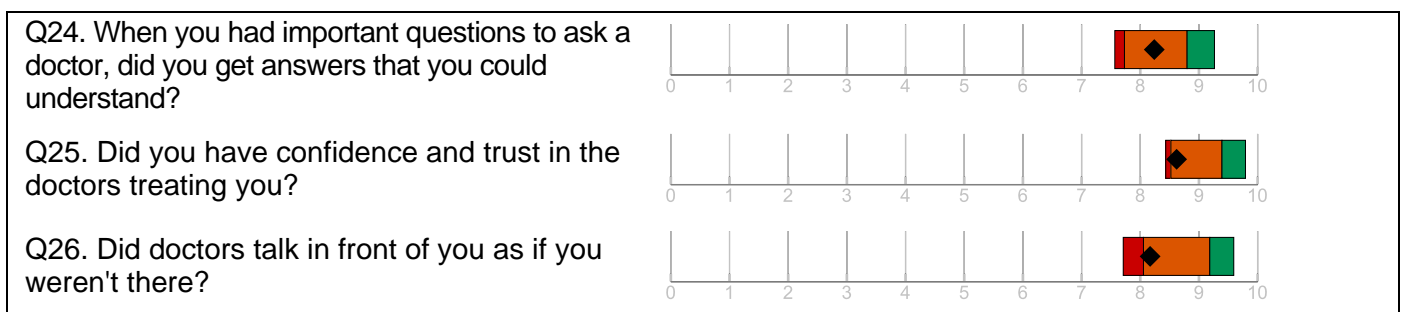 Q24. When you had important questions to ask a
doctor, did you get answers that you could
understand?
0 1 2 3 4 5 6 7 8 9 10
Q25. Did you have confidence and trust in the
doctors treating you?
0 1 2 3 4 5 6 7 8 9 10
Q26. Did doctors talk in front of you as if you
weren't there?
0 1 2 3 4 5 6 7 8 9 10